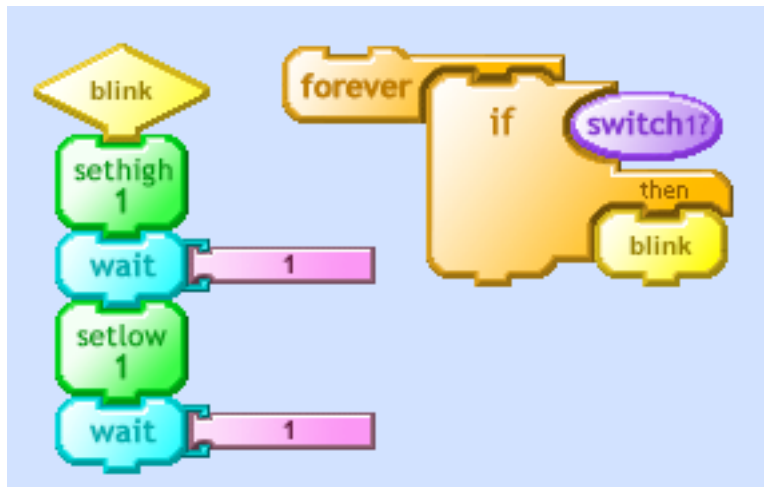 blink
sethigh
1
wait 1
setlow
1
wait 1
forever
if switch1?
then
blink